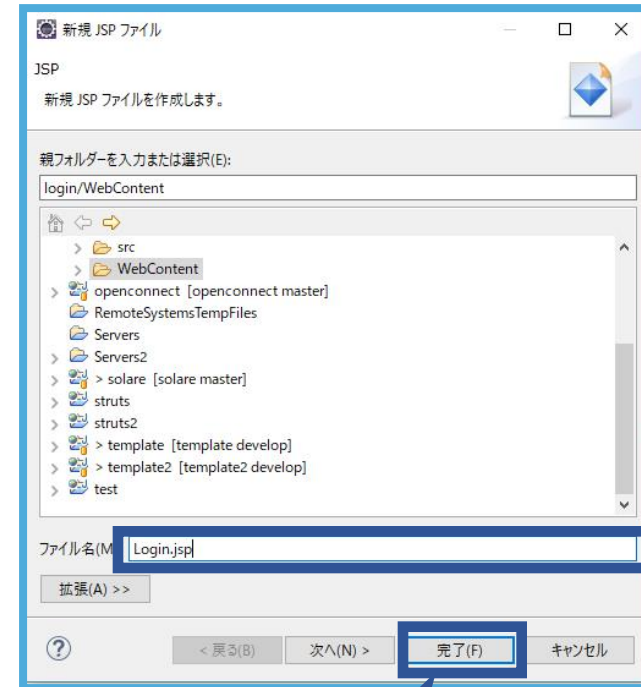 新規 JSP ファイル
JSP
新規 JSP ファイルを作成します。
親フォルダーを入力または選択(E):
login/WebContent
src
WebContent
openconnect [openconnect master]
RemoteSystemsTempFiles
Servers
Servers2
> solare [solare master]
struts
struts2
> template [template develop]
> template2 [template2 develop]
test
ファイル名(M
Login.jsp
拡張(A) >>
?
< 戻る(B)
次へ(N) >
完了(F)
キャンセル